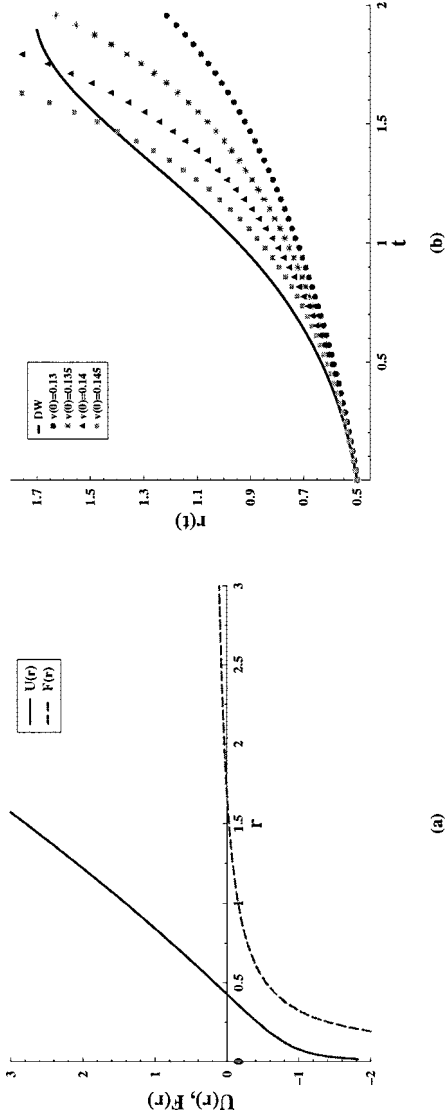 U(r), F(r)
3
2
1
0
-1
-2
U(r)
F(r)
0 0.5 1 1.5 2 2.5 3
r
(a)
r(t)
1.7
1.5
1.3
1.1
0.9
0.7
0.5
DW
v(0)=0.13
v(0)=0.135
v(0)=0.14
v(0)=0.145
0.5 1 1.5 2
t
(b)